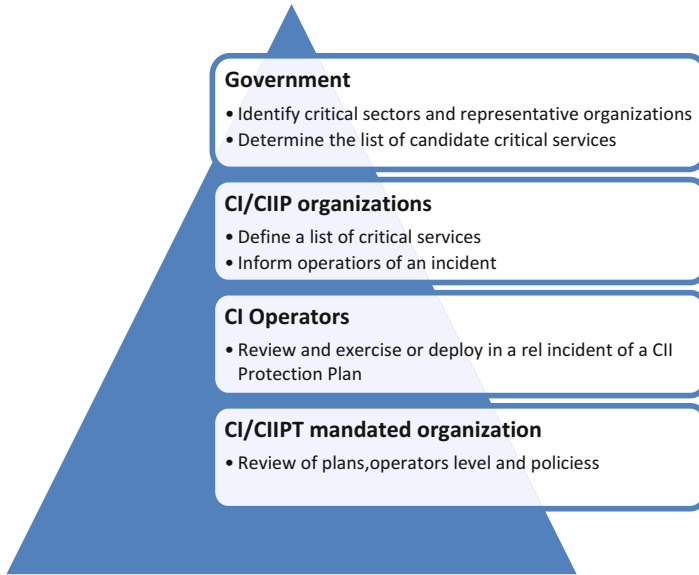 Government
• Identify critical sectors and representative organizations
• Determine the list of candidate critical services
CI/CIIP organizations
• Define a list of critical services
• Inform operatiors of an incident
CI Operators
• Review and exercise or deploy in a rel incident of a CII
Protection Plan
CI/CIIPT mandated organization
• Review of plans,operators level and policiess